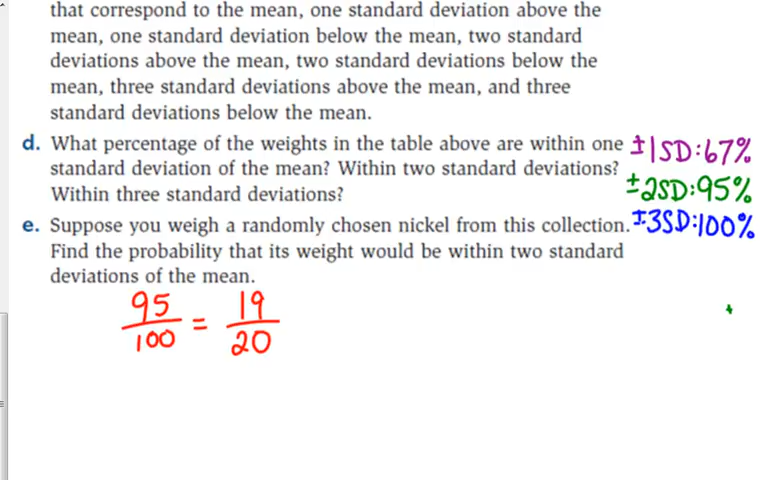 that correspond to the mean, one standard deviation above the
mean, one standard deviation below the mean, two standard
deviations above the mean, two standard deviations below the
mean, three standard deviations above the mean, and three
standard deviations below the mean.
d. What percentage of the weights in the table above are within one
standard deviation of the mean? Within two standard deviations?
Within three standard deviations?
±1SD:67%
±2SD:95%
±3SD:100%
e. Suppose you weigh a randomly chosen nickel from this collection.
Find the probability that its weight would be within two standard
deviations of the mean.
95/100 = 19/20